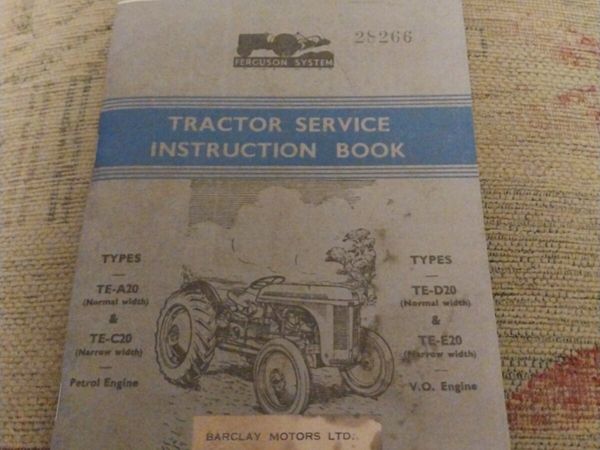 FERGUSON SYSTEM
28266
TRACTOR SERVICE
INSTRUCTION BOOK
TYPES
TE-A20
(Normal width)
&
TE-C20
(Narrow width)
Petrol Engine
TYPES
TE-D20
(Normal width)
&
TE-E20
(Narrow width)
V.O. Engine
BARCLAY MOTORS LTD.